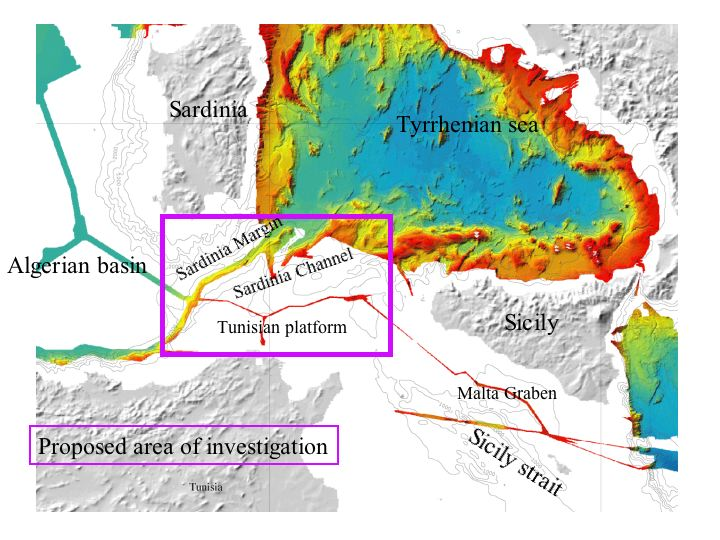 Sardinia
Tyrrhenian sea
Sardinia Margin
Algerian basin
Sardinia Channel
Tunisian platform
Sicily
Malta Graben
Proposed area of investigation
Sicily strait
Tunisia